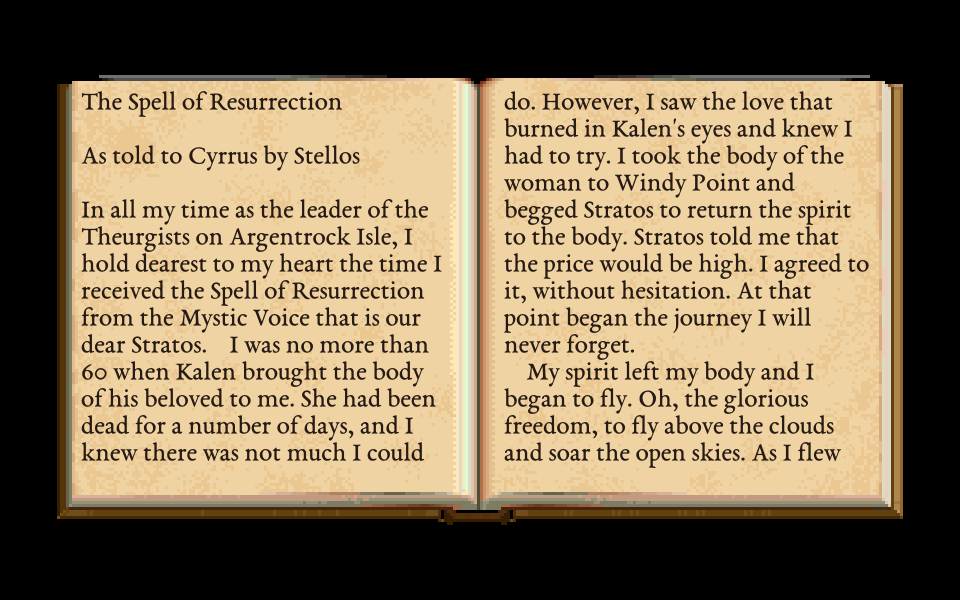 The Spell of Resurrection
As told to Cyrrus by Stellos
In all my time as the leader of the
Theurgists on Argentrock Isle, I
hold dearest to my heart the time I
received the Spell of Resurrection
from the Mystic Voice that is our
dear Stratos.    I was no more than
60 when Kalen brought the body
of his beloved to me. She had been
dead for a number of days, and I
knew there was not much I could
do. However, I saw the love that
burned in Kalen's eyes and knew I
had to try. I took the body of the
woman to Windy Point and
begged Stratos to return the spirit
to the body. Stratos told me that
the price would be high. I agreed to
it, without hesitation. At that
point began the journey I will
never forget.
My spirit left my body and I
began to fly. Oh, the glorious
freedom, to fly above the clouds
and soar the open skies. As I flew